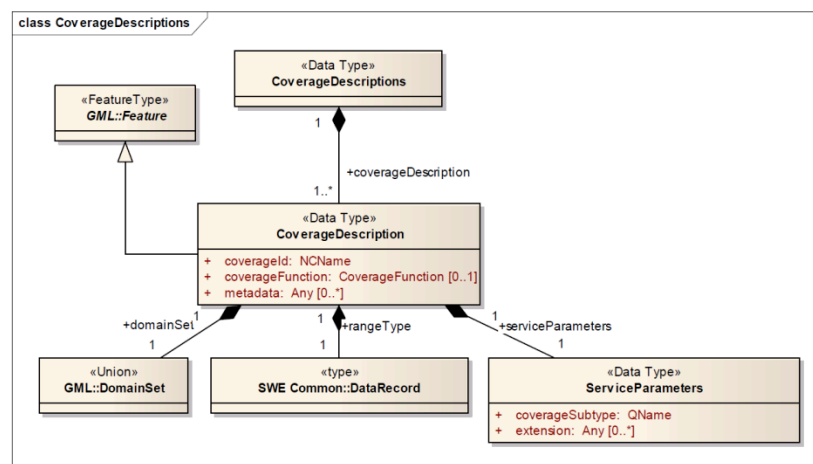 class CoverageDescriptions
«Data Type»
CoverageDescriptions
«FeatureType»
GML::Feature
1
+coverageDescription
1..*
«Data Type»
CoverageDescription
+ coverageId: NCName
+ coverageFunction: CoverageFunction [0..1]
+ metadata: Any [0..*]
+domainSet
1
1
+rangeType
1
+serviceParameters
1
1
1
«Union»
GML::DomainSet
«type»
SWE Common::DataRecord
«Data Type»
ServiceParameters
+ coverageSubtype: QName
+ extension: Any [0..*]